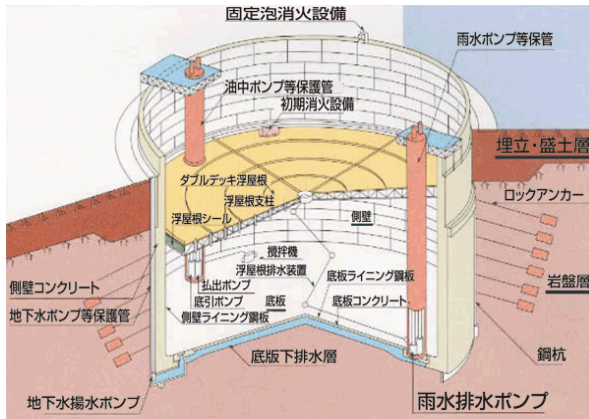 固定泡消火設備
雨水ポンプ等保管
油中ポンプ等保護管
初期消火設備
埋立・盛土層
ダブルデッキ浮屋根
ロックアンカー
浮屋根支柱
浮屋根シール
側壁
攪拌機
岩盤層
浮屋根排水装置
側壁コンクリート
払出ポンプ
底板ライニング鋼板
地下水ポンプ等保護管
底引ポンプ
底板
底板コンクリート
側壁ライニング鋼板
鋼杭
底版下排水層
地下水揚水ポンプ
雨水排水ポンプ